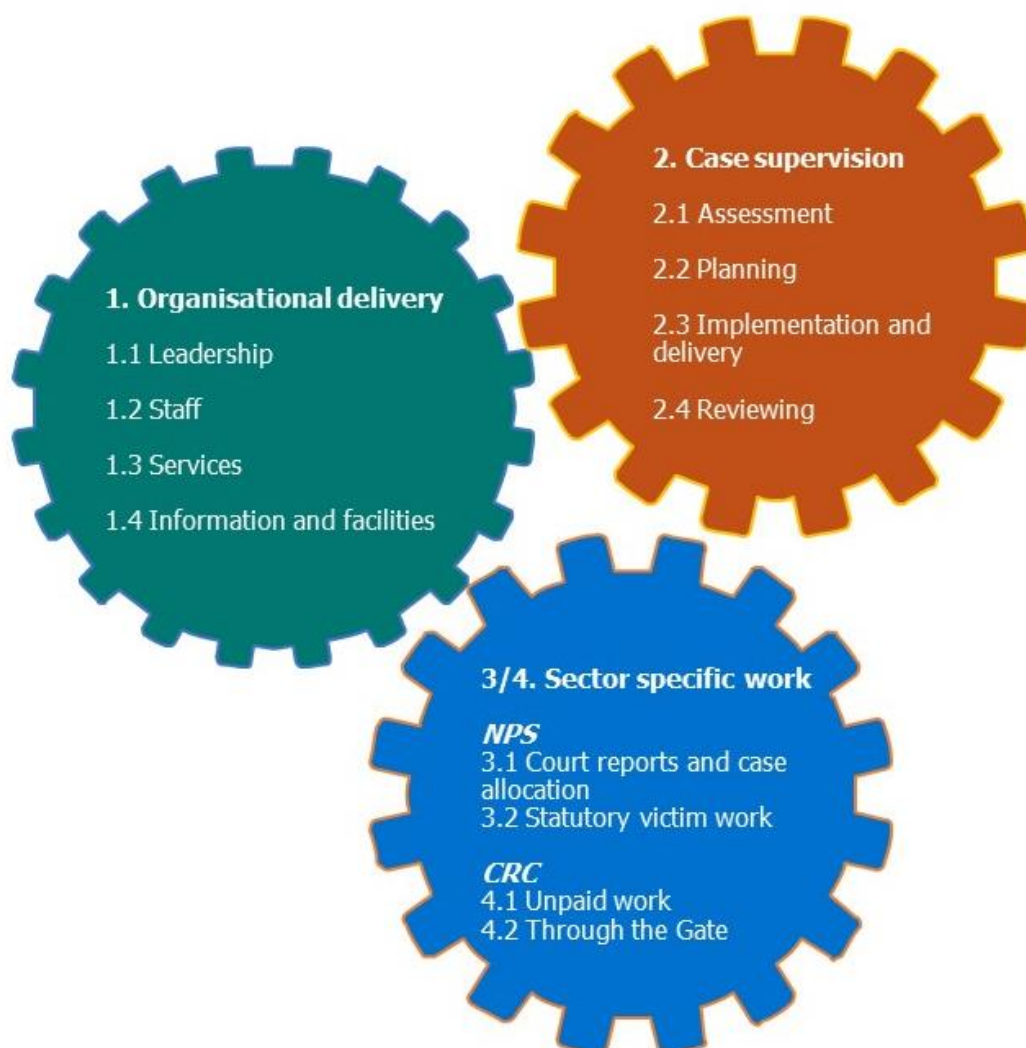 1. Organisational delivery
1.1 Leadership
1.2 Staff
1.3 Services
1.4 Information and facilities
2. Case supervision
2.1 Assessment
2.2 Planning
2.3 Implementation and
delivery
2.4 Reviewing
3/4. Sector specific work
NPS
3.1 Court reports and case
allocation
3.2 Statutory victim work
CRC
4.1 Unpaid work
4.2 Through the Gate